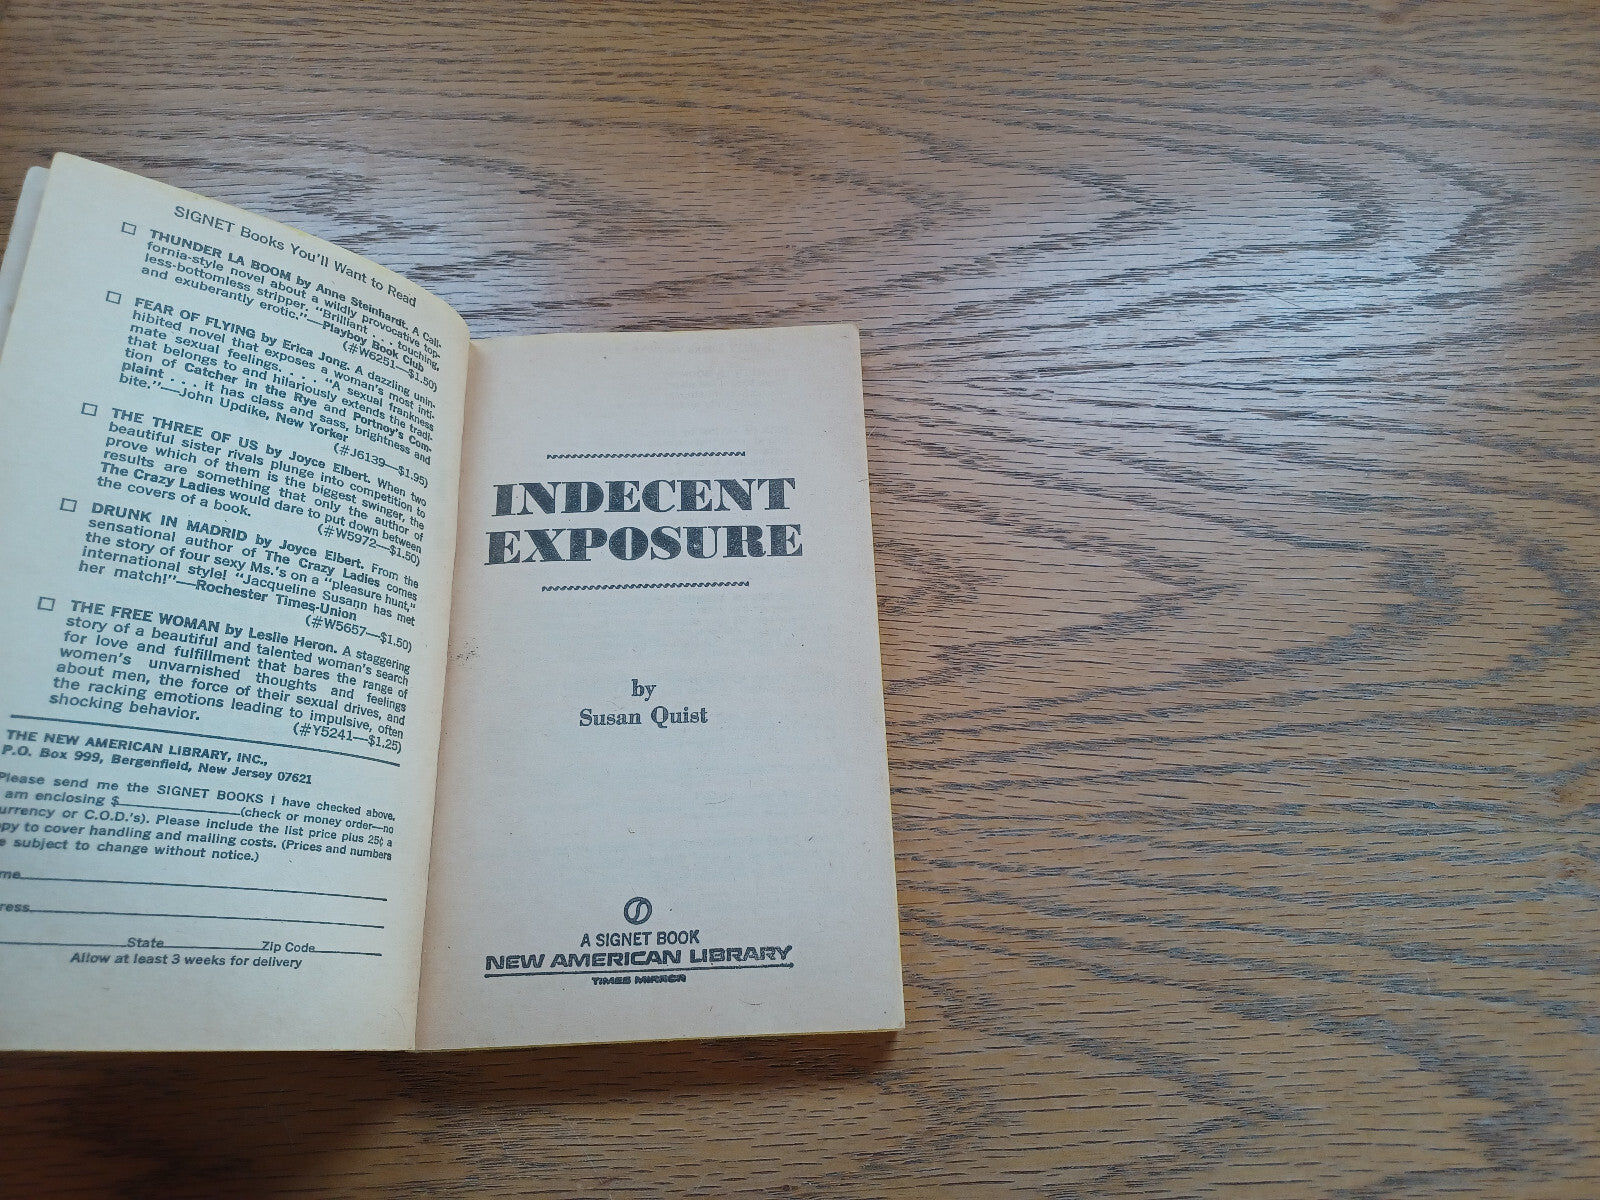 SIGNET Books You'll Want to Read
THUNDER LA BOOM by Anne Steinhardt. A Cali-
fornia-style novel about a wildly provocative top-
less-bottomless stripper. "Brilliant . . . touching,
and exuberantly erotic."—Playboy Book Club
(#W6251—$1.50)
FEAR OF FLYING by Erica Jong. A dazzling unin-
hibited novel that exposes a woman's most inti-
mate sexual feelings. . . . "A sexual frankness
that belongs to and hilariously extends the tradi-
tion of Catcher in the Rye and Portnoy's Com-
plaint . . . it has class and sass, brightness and
bite."—John Updike, New Yorker
(#J6139—$1.95)
THE THREE OF US by Joyce Elbert. When two
beautiful sister rivals plunge into competition to
prove which of them is the biggest swinger, the
results are something that only the author of
The Crazy Ladies would dare to put down between
the covers of a book.
(#W5972—$1.50)
DRUNK IN MADRID by Joyce Elbert. From the
sensational author of The Crazy Ladies comes
the story of four sexy Ms.'s on a "pleasure hunt,"
international style! "Jacqueline Susann has met
her match!"—Rochester Times-Union
(#W5657—$1.50)
THE FREE WOMAN by Leslie Heron. A staggering
story of a beautiful and talented woman's search
for love and fulfillment that bares the range of
women's unvarnished thoughts and feelings
about men, the force of their sexual drives, and
the racking emotions leading to impulsive, often
shocking behavior.
(#Y5241—$1.25)
THE NEW AMERICAN LIBRARY, INC.,
P.O. Box 999, Bergenfield, New Jersey 07621
Please send me the SIGNET BOOKS I have checked above.
am enclosing $ (check or money order—no
urrency or C.O.D.'s). Please include the list price plus 25¢ a
py to cover handling and mailing costs. (Prices and numbers
e subject to change without notice.)
me
ress
State Zip Code
Allow at least 3 weeks for delivery
INDECENT
EXPOSURE
by
Susan Quist
A SIGNET BOOK
NEW AMERICAN LIBRARY
TIMES MIRROR